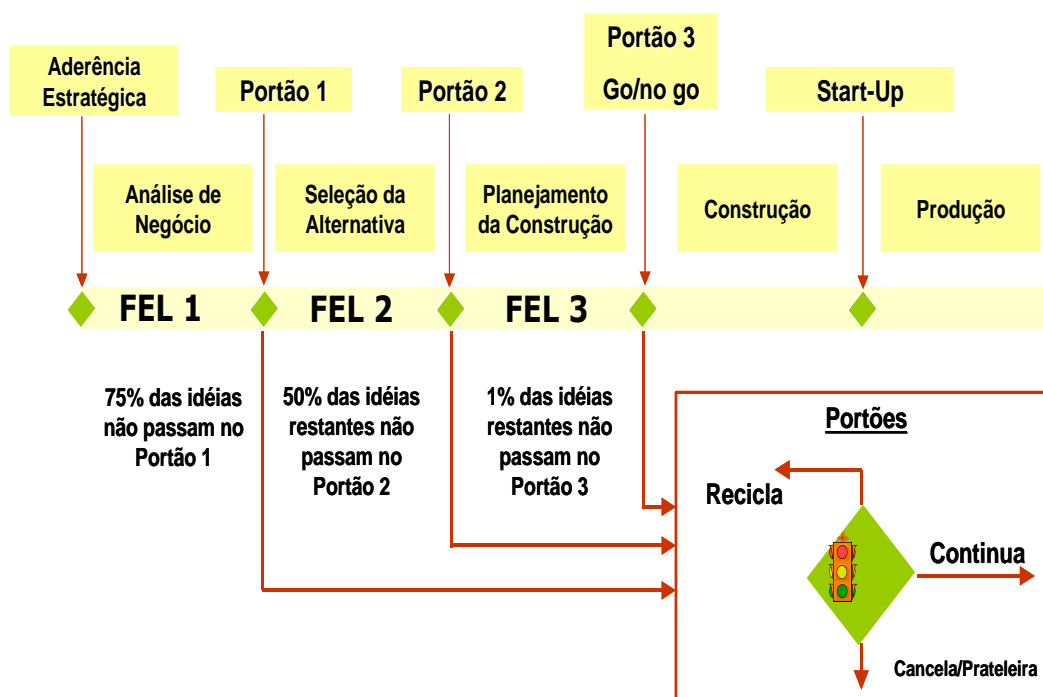 Aderência
Estratégica
Portão 1
Portão 2
Portão 3
Go/no go
Start-Up
Análise de
Negócio
Seleção da
Alternativa
Planejamento
da Construção
Construção
Produção
FEL 1
FEL 2
FEL 3
75% das idéias
não passam no
Portão 1
50% das idéias
restantes não
passam no
Portão 2
1% das idéias
restantes não
passam no
Portão 3
Portões
Recicla
Continua
Cancela/Prateleira